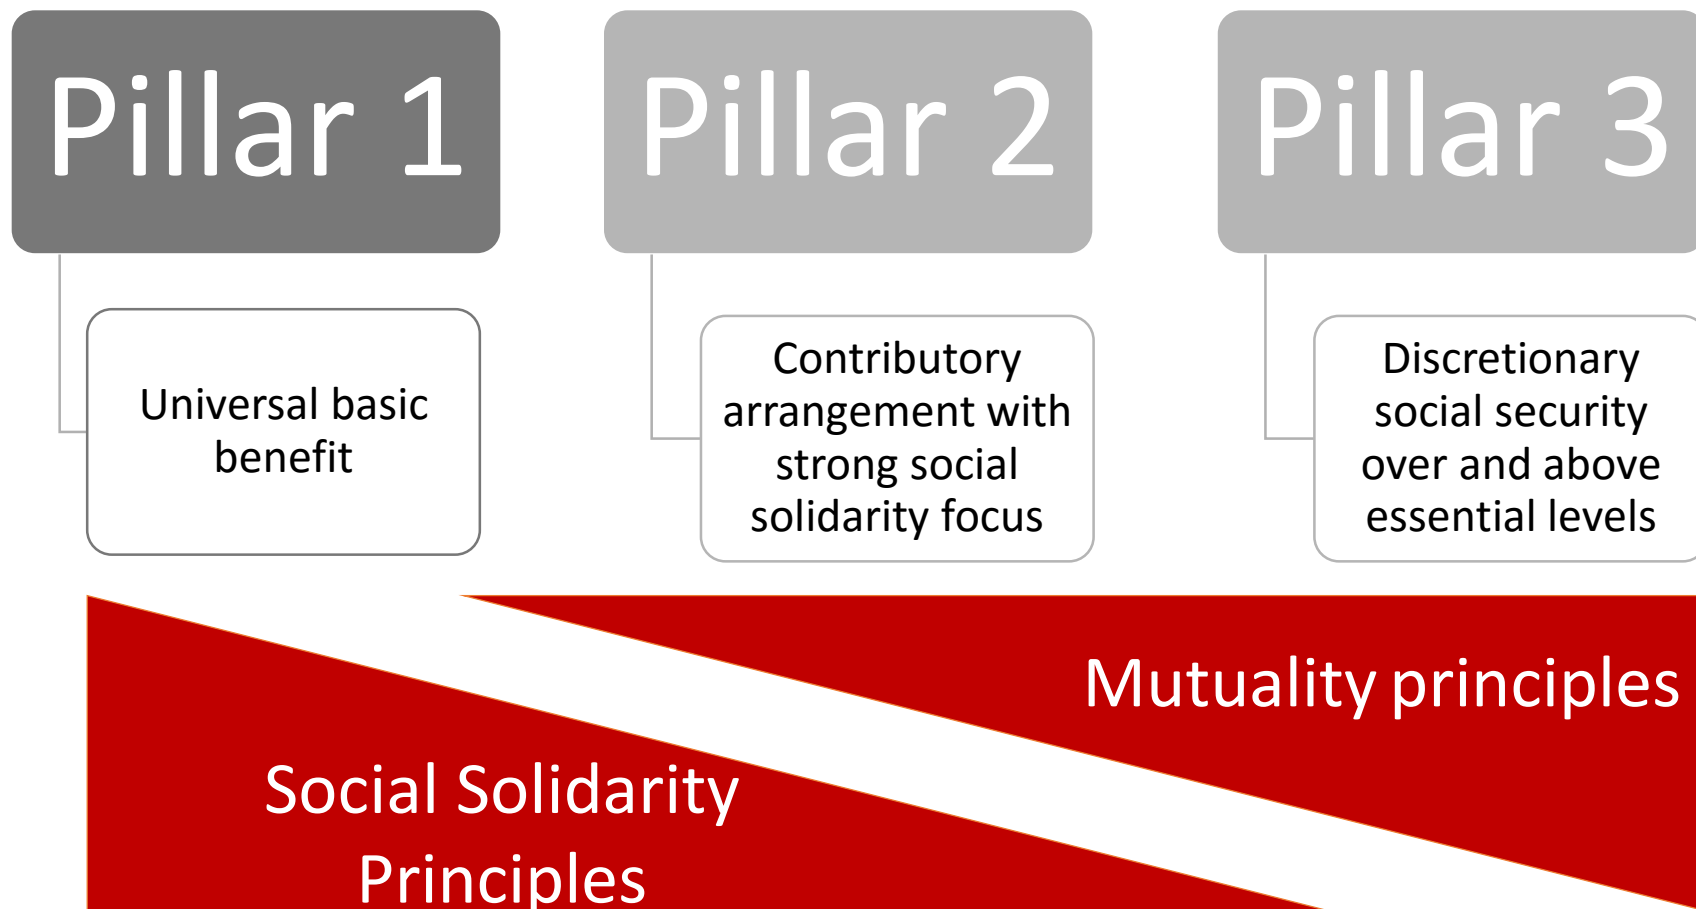 Pillar 1
Universal basic
benefit
Pillar 2
Contributory
arrangement with
strong social
solidarity focus
Pillar 3
Discretionary
social security
over and above
essential levels
Mutuality principles
Social Solidarity
Principles